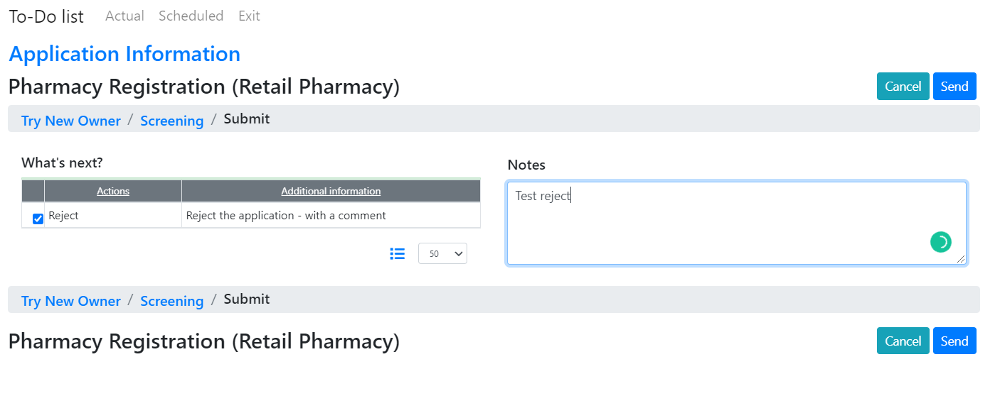 To-Do list Actual Scheduled Exit
Application Information
Pharmacy Registration (Retail Pharmacy) Cancel Send
Try New Owner / Screening / Submit
What's next?
Actions Additional information
Reject Reject the application - with a comment
50
Notes
Test reject
Try New Owner / Screening / Submit
Pharmacy Registration (Retail Pharmacy) Cancel Send